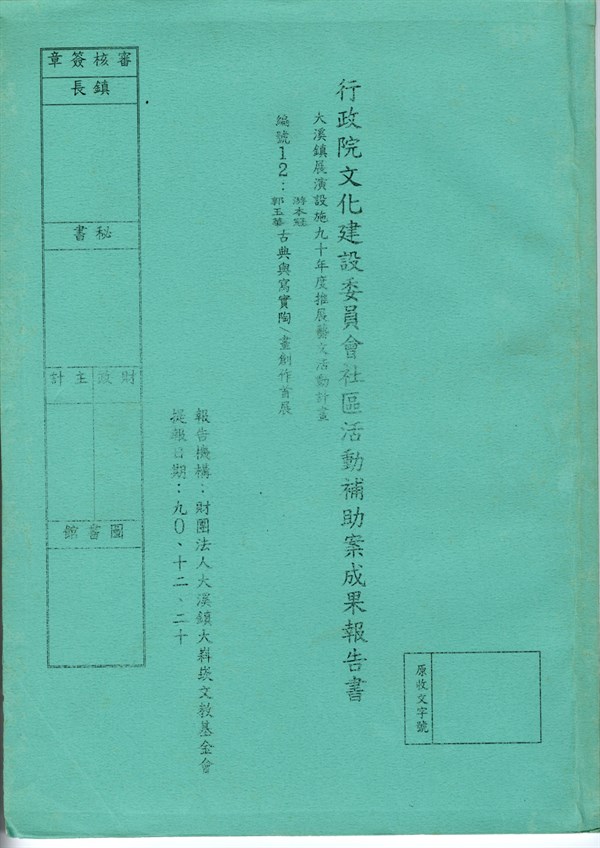 行政院文化建設委員會社區活動補助案成果報告書
大溪鎮展演設施九十年度推展藝文活動計畫
編號12：游本冠 郭玉華 古典與寫實陶/畫創作首展
報告機構：財團法人大溪鎮大嵙崁文教基金會
提報日期：九0、十二、二十
審核簽章
鎮長
秘書
財政
主計
圖書館
原收文字號